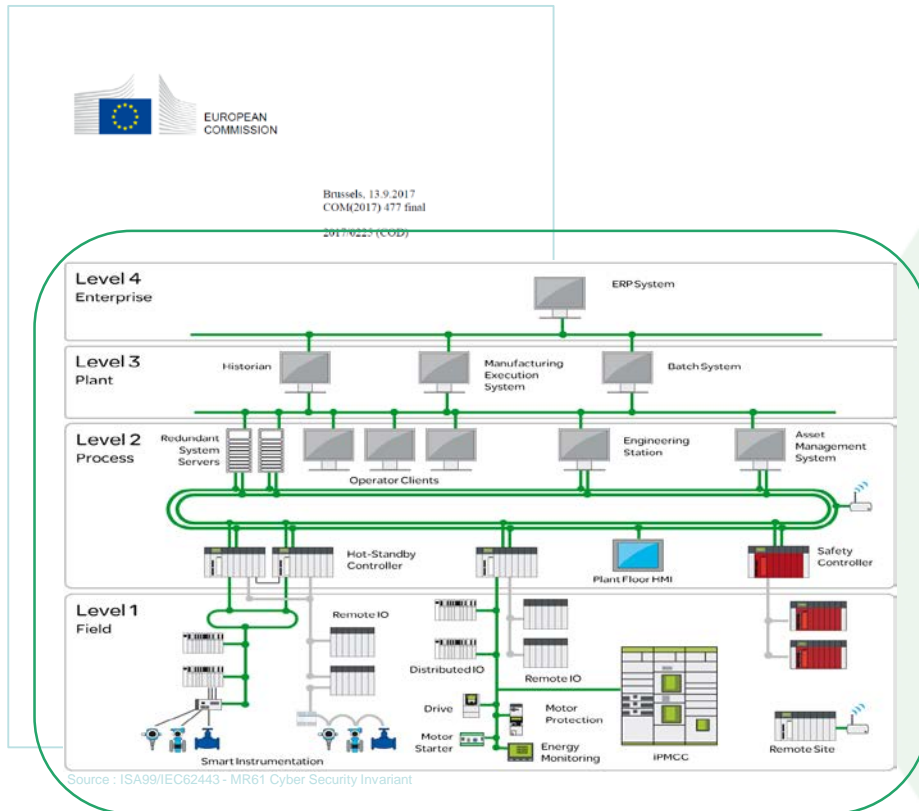 EUROPEAN
COMMISSION
Brussels, 13.9.2017
COM(2017) 477 final
2017/0225 (COD)
Level 4
Enterprise
ERP System
Level 3
Plant
Historian
Manufacturing
Execution
System
Batch System
Level 2
Process
Redundant
System
Servers
Operator Clients
Engineering
Station
Asset
Management
System
Hot-Standby
Controller
Plant Floor HMI
Safety
Controller
Level 1
Field
Remote IO
Distributed IO
Remote IO
Drive
Motor
Protection
Motor
Starter
Energy
Monitoring
iPMCC
Remote Site
Smart Instrumentation
Source : ISA99/IEC62443 - MR61 Cyber Security Invariant